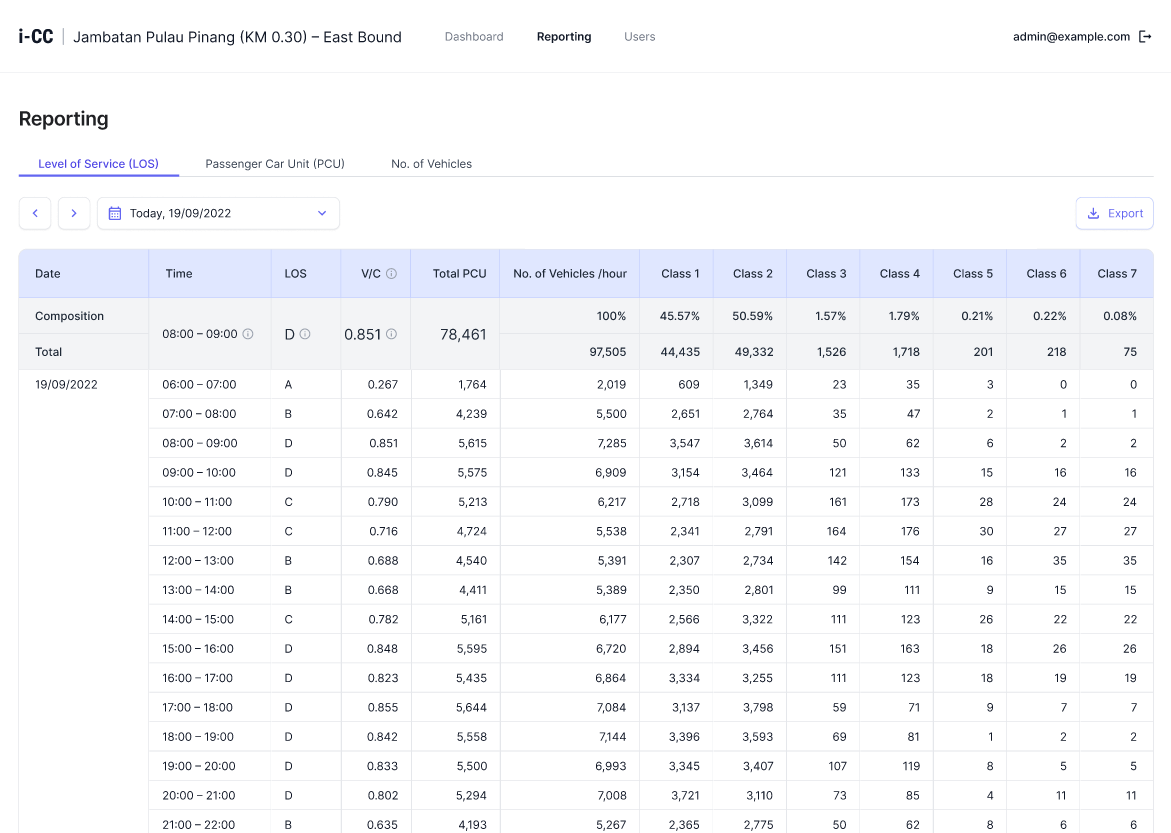 i-CC Jambatan Pulau Pinang (KM 0.30) – East Bound Dashboard Reporting Users admin@example.com
Reporting
Level of Service (LOS) Passenger Car Unit (PCU) No. of Vehicles
Today, 19/09/2022 Export
Date Time LOS V/C Total PCU No. of Vehicles /hour Class 1 Class 2 Class 3 Class 4 Class 5 Class 6 Class 7
Composition 100% 45.57% 50.59% 1.57% 1.79% 0.21% 0.22% 0.08%
08:00 – 09:00 D 0.851 78,461
Total 97,505 44,435 49,332 1,526 1,718 201 218 75
19/09/2022 06:00 – 07:00 A 0.267 1,764 2,019 609 1,349 23 35 3 0 0
07:00 – 08:00 B 0.642 4,239 5,500 2,651 2,764 35 47 2 1 1
08:00 – 09:00 D 0.851 5,615 7,285 3,547 3,614 50 62 6 2 2
09:00 – 10:00 D 0.845 5,575 6,909 3,154 3,464 121 133 15 16 16
10:00 – 11:00 C 0.790 5,213 6,217 2,718 3,099 161 173 28 24 24
11:00 – 12:00 C 0.716 4,724 5,538 2,341 2,791 164 176 30 27 27
12:00 – 13:00 B 0.688 4,540 5,391 2,307 2,734 142 154 16 35 35
13:00 – 14:00 B 0.668 4,411 5,389 2,350 2,801 99 111 9 15 15
14:00 – 15:00 C 0.782 5,161 6,177 2,566 3,322 111 123 26 22 22
15:00 – 16:00 D 0.848 5,595 6,720 2,894 3,456 151 163 18 26 26
16:00 – 17:00 D 0.823 5,435 6,864 3,334 3,255 111 123 18 19 19
17:00 – 18:00 D 0.855 5,644 7,084 3,137 3,798 59 71 9 7 7
18:00 – 19:00 D 0.842 5,558 7,144 3,396 3,593 69 81 1 2 2
19:00 – 20:00 D 0.833 5,500 6,993 3,345 3,407 107 119 8 5 5
20:00 – 21:00 D 0.802 5,294 7,008 3,721 3,110 73 85 4 11 11
21:00 – 22:00 B 0.635 4,193 5,267 2,365 2,775 50 62 8 6 6